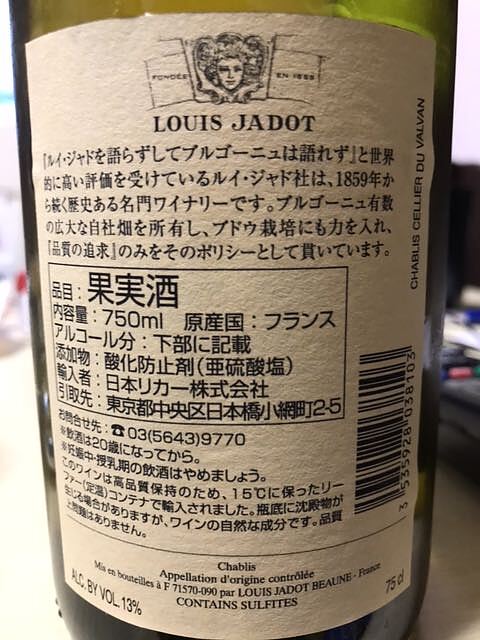 FONDÉE EN 1859
LOUIS JADOT
『ルイ・ジャドを語らずしてブルゴーニュは語れず』と世界
的に高い評価を受けているルイ・ジャド社は、1859年か
ら続く歴史ある名門ワイナリーです。ブルゴーニュ有数
の広大な自社畑を所有し、ブドウ栽培にも力を入れ、
『品質の追求』のみをそのポリシーとして貫いています。
品目：果実酒
内容量：750ml 原産国：フランス
アルコール分：下部に記載
添加物：酸化防止剤(亜硫酸塩)
輸入者：日本リカー株式会社
引取先：東京都中央区日本橋小網町2-5
お問合せ先：☎03(5643)9770
※飲酒は20歳になってから。
※妊娠中・授乳期の飲酒はやめましょう。
このワインは高品質保持のため、15℃に保ったリー
ファー(定温)コンテナで輸入されました。瓶底に沈殿物が
生じる場合がありますが、ワインの自然な成分です。品質
上問題はありません。
Chablis
Appellation d'origine contrôlée
Mis en bouteilles à F 71570-090 par LOUIS JADOT BEAUNE - France
CONTAINS SULFITES
ALC. BY VOL. 13%
75 cl
CHABLIS CELLIER DU VALVAN
3 535928 038103